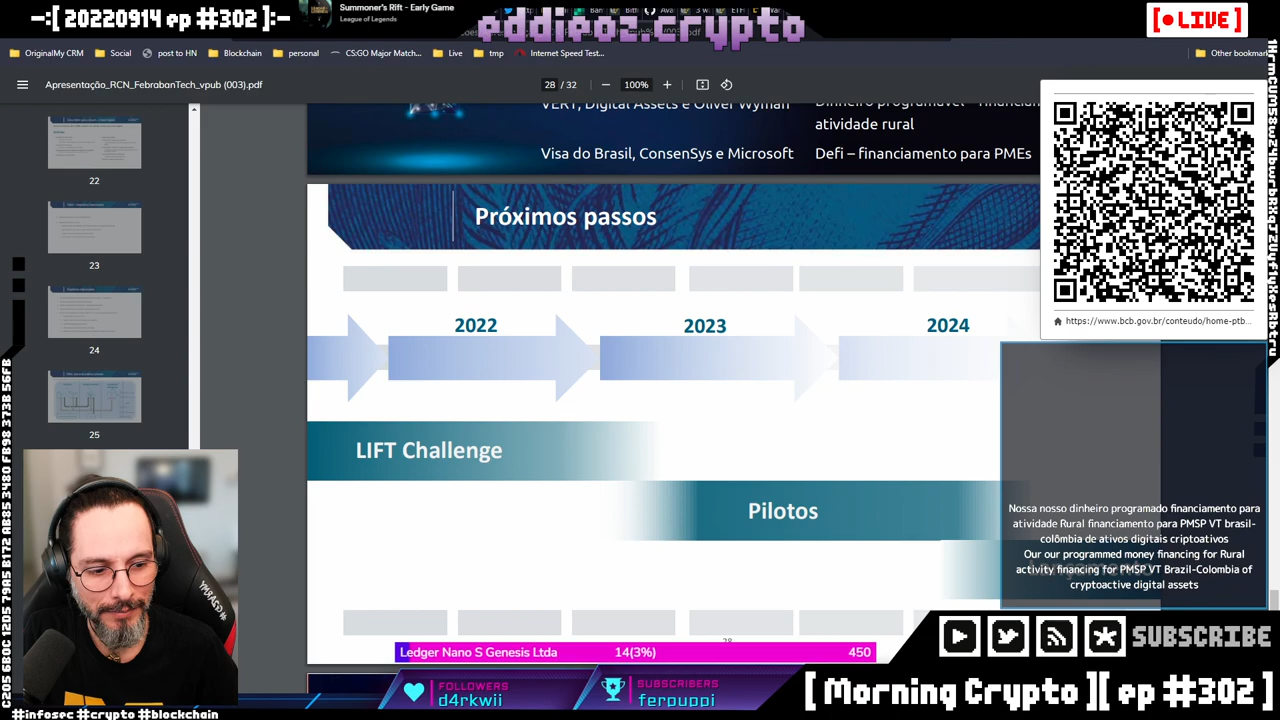 -:[ 20220914 ep #302 ]:-
Summoner's Rift - Early Game
League of Legends
eddieoz.crypto
[ LIVE ]
OriginalMy CRM
Social
post to HN
Blockchain
personal
CS:GO Major Match...
Live
tmp
Internet Speed Test...
Other bookmar
Apresentação_RCN_FebrabanTech_vpub (003).pdf
28 / 32
100%
VERT, Digital Assets e Oliver Wyman
Dinheiro programável - financiam
atividade rural
Visa do Brasil, ConsenSys e Microsoft
Defi – financiamento para PMEs
22
23
24
25
Próximos passos
2022
2023
2024
LIFT Challenge
Pilotos
28
https://www.bcb.gov.br/conteudo/home-ptb...
Nossa nosso dinheiro programado financiamento para
atividade Rural financiamento para PMSP VT brasil-
colômbia de ativos digitais criptoativos
Our our programmed money financing for Rural
activity financing for PMSP VT Brazil-Colombia of
cryptoactive digital assets
Ledger Nano S Genesis Ltda
14(3%)
450
FOLLOWERS
d4rkwii
SUBSCRIBERS
ferpuppi
SUBSCRIBE
[ Morning Crypto ][ ep #302 ]
#infosec #crypto #blockchain